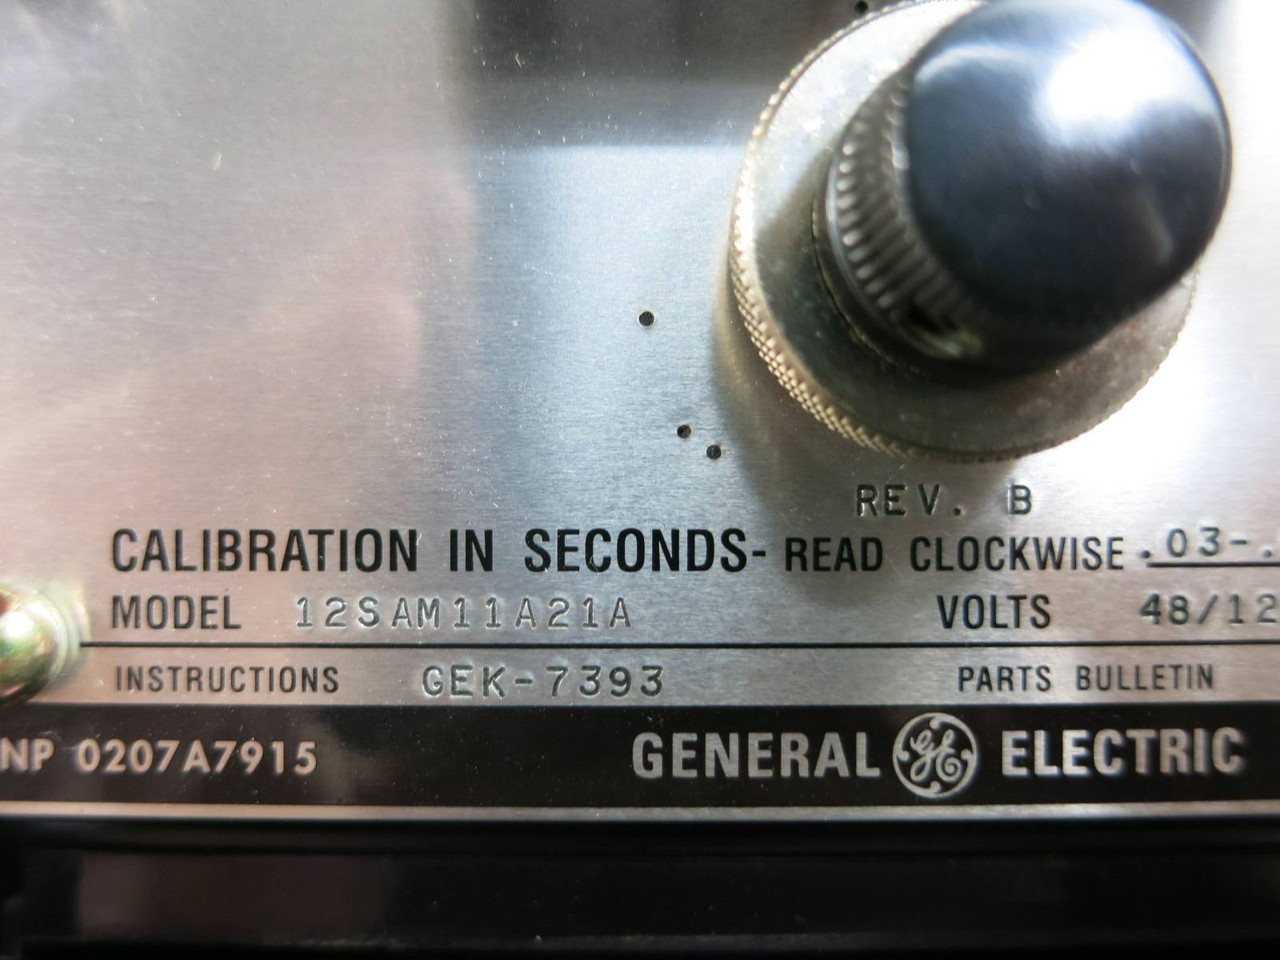 REV. B
CALIBRATION IN SECONDS- READ CLOCKWISE .03-.
MODEL 12SAM11A21A VOLTS 48/12
INSTRUCTIONS GEK-7393 PARTS BULLETIN
NP 0207A7915 GENERAL GE ELECTRIC